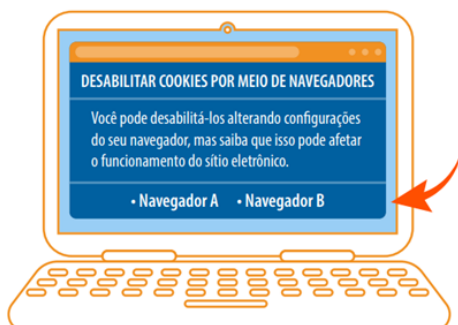 DESABILITAR COOKIES POR MEIO DE NAVEGADORES
Você pode desabilitá-los alterando configurações
do seu navegador, mas saiba que isso pode afetar
o funcionamento do sítio eletrônico.
• Navegador A • Navegador B